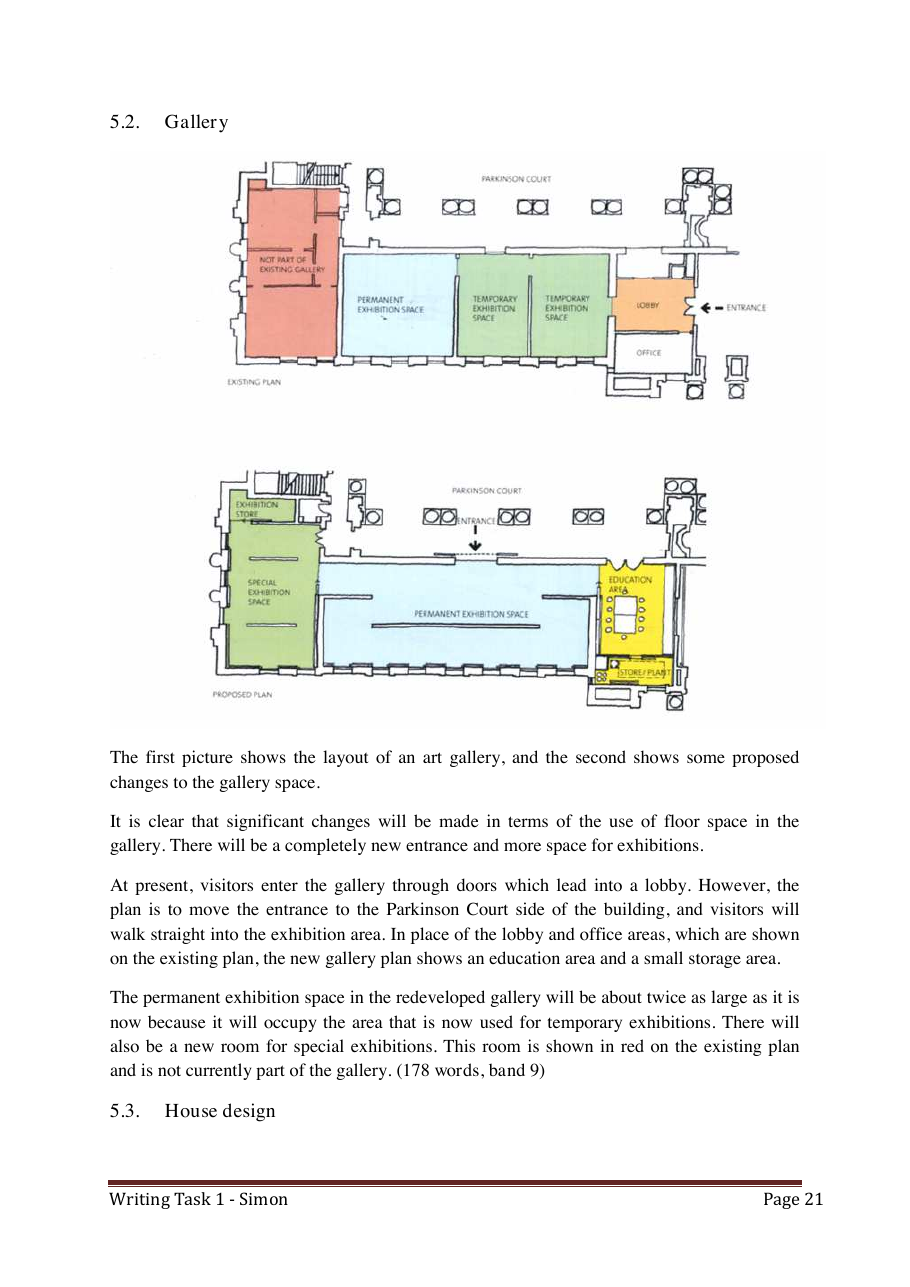 5.2. Gallery
PARKINSON COURT
NOT PART OF
EXISTING GALLERY
PERMANENT
EXHIBITION SPACE
TEMPORARY
EXHIBITION
SPACE
TEMPORARY
EXHIBITION
SPACE
LOBBY
ENTRANCE
OFFICE
EXISTING PLAN
PARKINSON COURT
EXHIBITION
STORE
ENTRANCE
SPECIAL
EXHIBITION
SPACE
PERMANENT EXHIBITION SPACE
EDUCATION
AREA
STORE/PLANT
PROPOSED PLAN
The first picture shows the layout of an art gallery, and the second shows some proposed
changes to the gallery space.
It is clear that significant changes will be made in terms of the use of floor space in the
gallery. There will be a completely new entrance and more space for exhibitions.
At present, visitors enter the gallery through doors which lead into a lobby. However, the
plan is to move the entrance to the Parkinson Court side of the building, and visitors will
walk straight into the exhibition area. In place of the lobby and office areas, which are shown
on the existing plan, the new gallery plan shows an education area and a small storage area.
The permanent exhibition space in the redeveloped gallery will be about twice as large as it is
now because it will occupy the area that is now used for temporary exhibitions. There will
also be a new room for special exhibitions. This room is shown in red on the existing plan
and is not currently part of the gallery. (178 words, band 9)
5.3. House design
Writing Task 1 - Simon Page 21